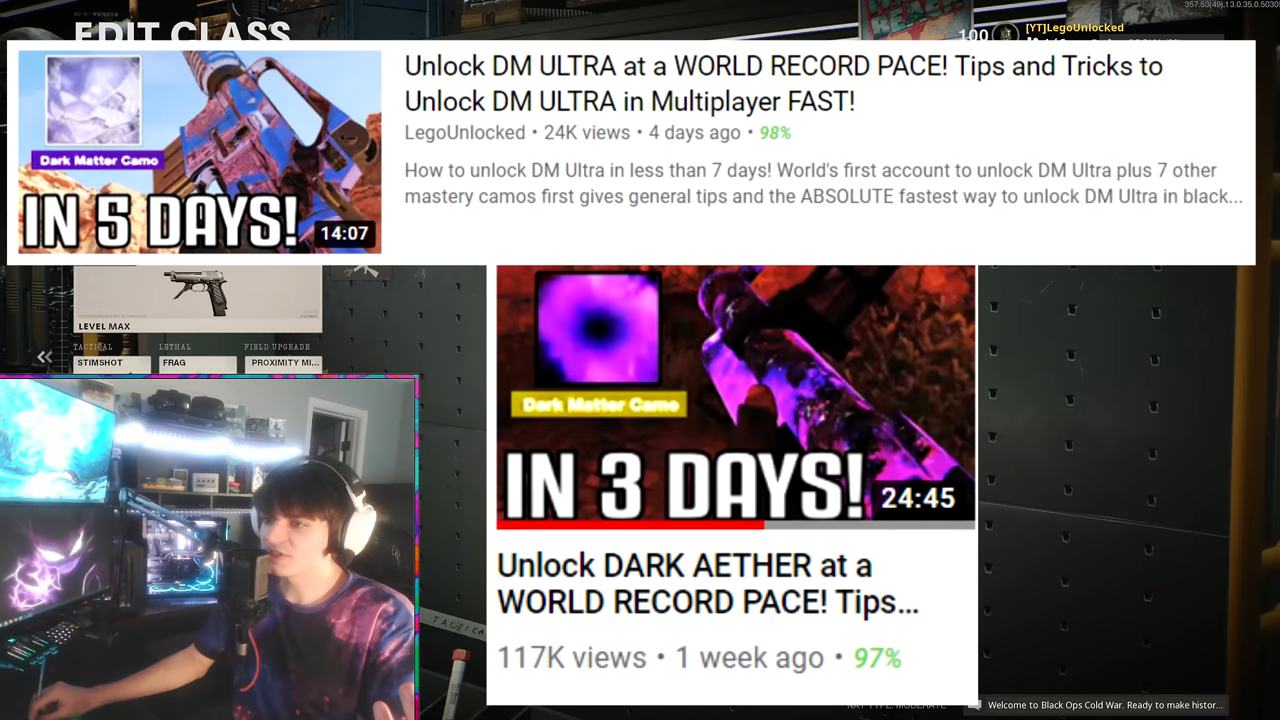 EDIT CLASS
[YT]LegoUnlocked
100
Unlock DM ULTRA at a WORLD RECORD PACE! Tips and Tricks to
Unlock DM ULTRA in Multiplayer FAST!
LegoUnlocked • 24K views • 4 days ago • 98%
How to unlock DM Ultra in less than 7 days! World's first account to unlock DM Ultra plus 7 other
mastery camos first gives general tips and the ABSOLUTE fastest way to unlock DM Ultra in black...
Dark Matter Camo
IN 5 DAYS!
14:07
LEVEL MAX
TACTICAL LETHAL FIELD UPGRADE
STIMSHOT FRAG PROXIMITY MI...
Dark Matter Camo
IN 3 DAYS!
24:45
Unlock DARK AETHER at a
WORLD RECORD PACE! Tips...
117K views • 1 week ago • 97%
Welcome to Black Ops Cold War. Ready to make histor...